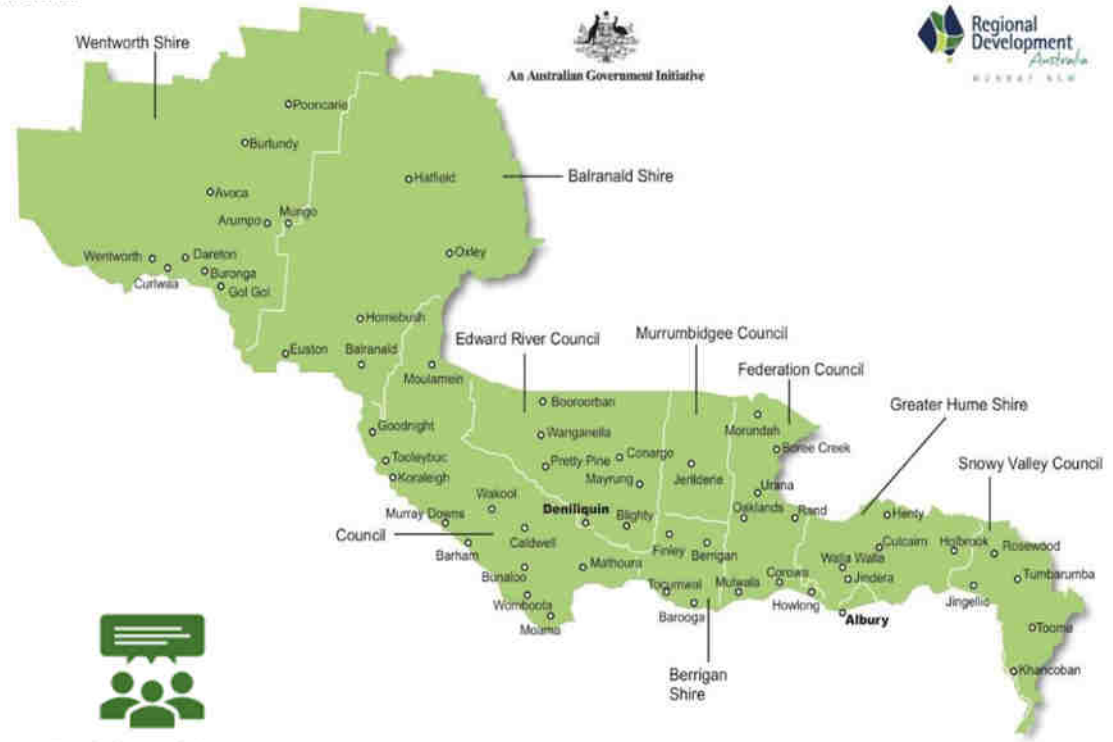 Wentworth Shire
An Australian Government Initiative
Regional
Development
Australia
MURRAY NSW
Pooncarie
Burtundy
Hatfield
Balranald Shire
Avoca
Arumpo
Mungo
Wentworth
Dareton
Oxley
Curlwaa
Buronga
Gol Gol
Homebush
Edward River Council
Murrumbidgee Council
Euston
Balranald
Federation Council
Moulamein
Booroorban
Greater Hume Shire
Goodnight
Wanganella
Morundah
Boree Creek
Tooleybuc
Pretty Pine
Conargo
Snowy Valley Council
Koraleigh
Mayrung
Jerilderie
Urana
Wakool
Murray Downs
Deniliquin
Blighty
Oaklands
Rand
Henty
Council
Caldwell
Finley
Berrigan
Culcairn
Holbrook
Rosewood
Barham
Mathoura
Walla Walla
Bunaloo
Tocumwal
Mulwala
Corowa
Jindera
Tumbarumba
Womboota
Barooga
Howlong
Jingellic
Moama
Albury
Tooma
Berrigan
Shire
Khancoban